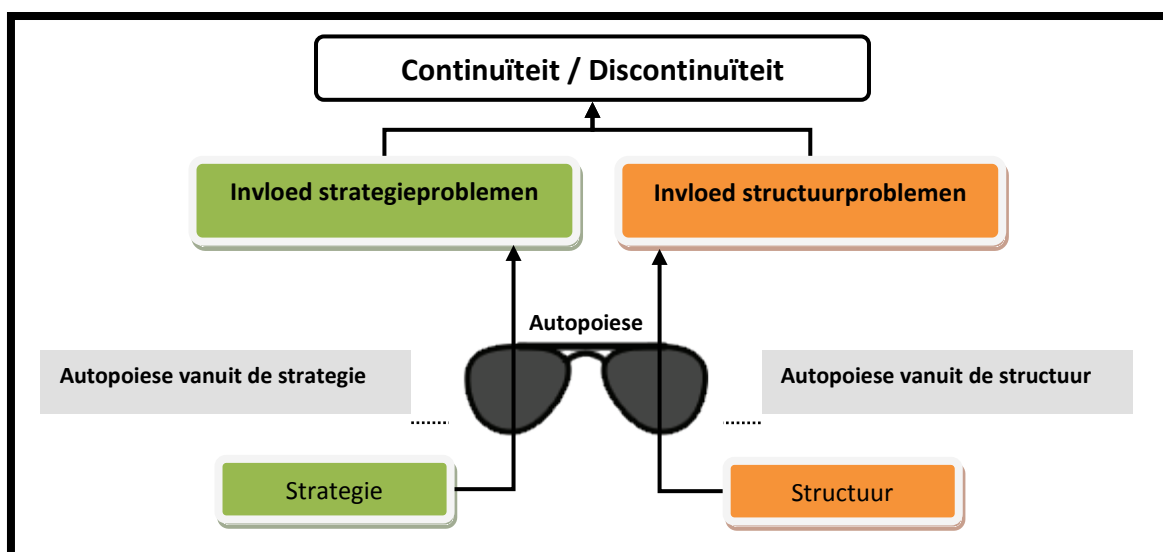 Continuïteit / Discontinuïteit
Invloed strategieproblemen
Invloed structuurproblemen
Autopoiese
Autopoiese vanuit de strategie
Autopoiese vanuit de structuur
Strategie
Structuur